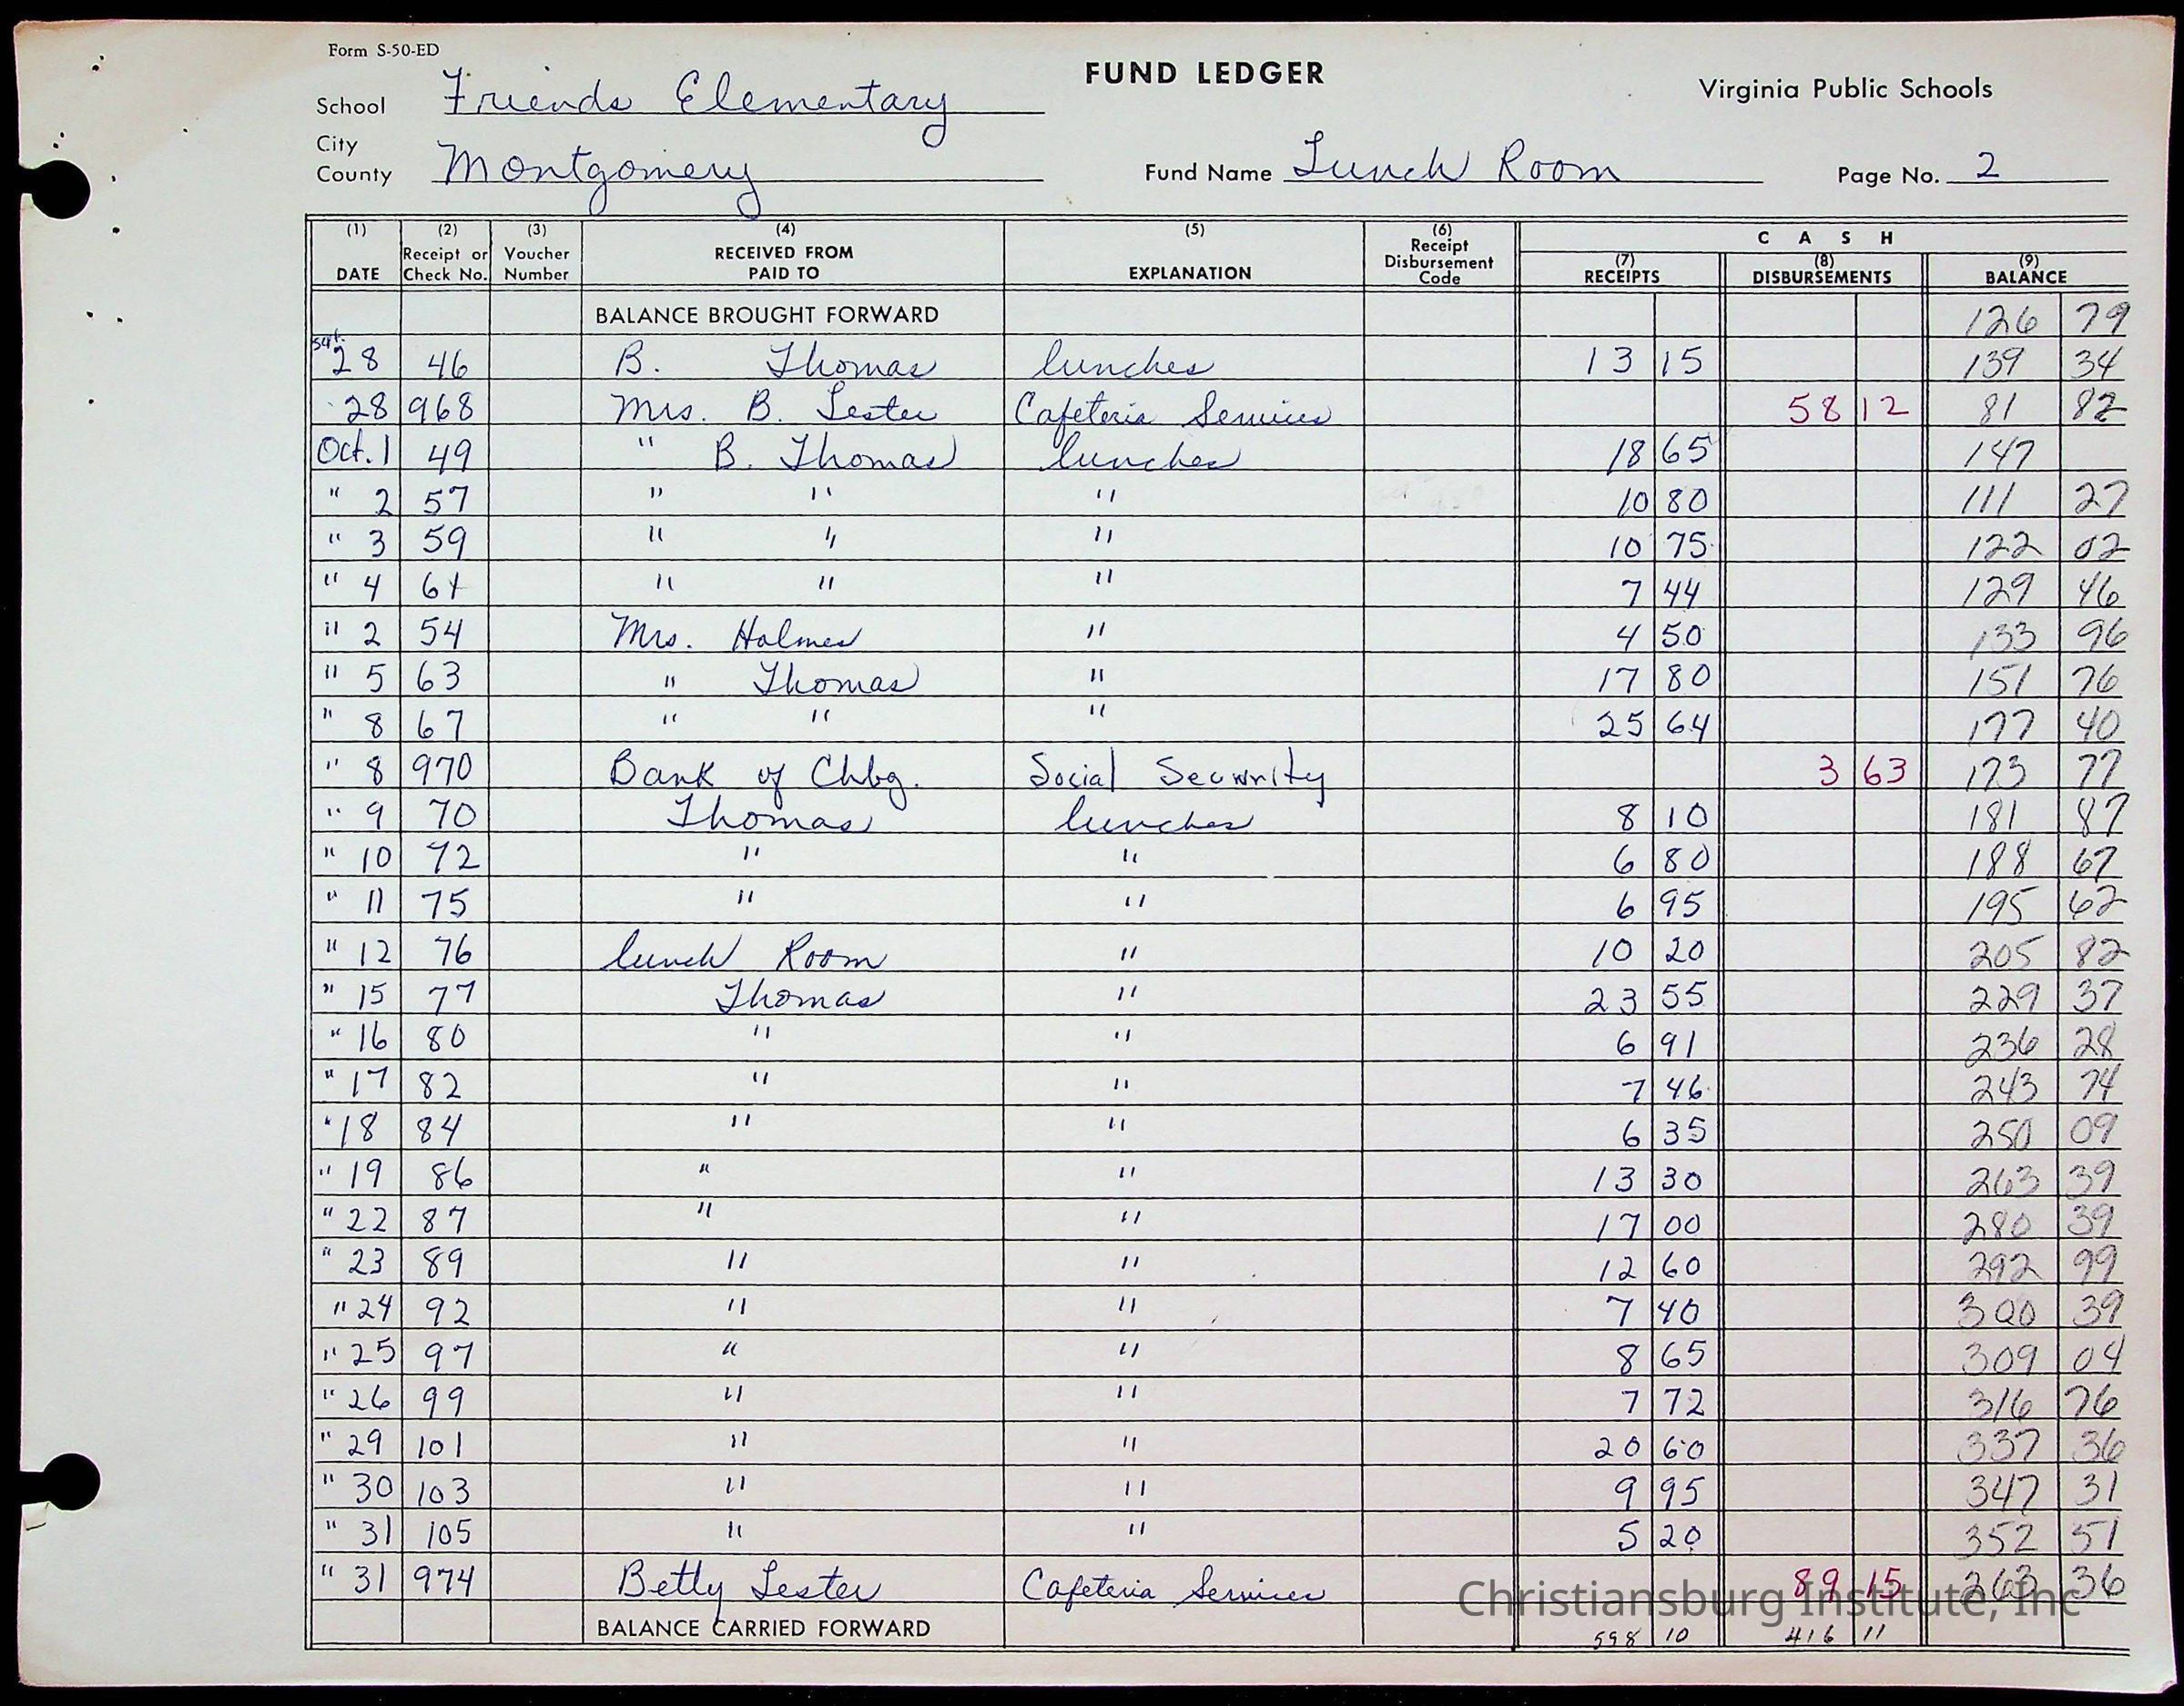 Form S-50-ED
FUND LEDGER
Virginia Public Schools
School Friends Elementary
City
County Montgomery
Fund Name Lunch Room
Page No. 2
(1) DATE (2) Receipt or Check No. (3) Voucher Number (4) RECEIVED FROM PAID TO (5) EXPLANATION (6) Receipt Disbursement Code CASH (7) RECEIPTS (8) DISBURSEMENTS (9) BALANCE
BALANCE BROUGHT FORWARD 126 79
Sept. 28 46 B. Thomas lunches 13 15 139 34
28 968 Mrs. B. Lester Cafeteria Services 58 12 81 82
Oct. 1 49 " B. Thomas lunches 18 65 147
" 2 57 " " " 10 80 111 27
" 3 59 " " " 10 75 122 02
" 4 61 " " " 7 44 129 46
" 2 54 Mrs. Holmes " 4 50 133 96
" 5 63 " Thomas " 17 80 151 76
" 8 67 " " " 25 64 177 40
" 8 970 Bank of Chbg. Social Secwrity 3 63 173 77
" 9 70 Thomas lunches 8 10 181 87
" 10 72 " " 6 80 188 67
" 11 75 " " 6 95 195 62
" 12 76 lunch Room " 10 20 205 82
" 15 77 Thomas " 23 55 229 37
" 16 80 " " 6 91 236 28
" 17 82 " " 7 46 243 74
" 18 84 " " 6 35 250 09
" 19 86 " " 13 30 263 39
" 22 87 " " 17 00 280 39
" 23 89 " " 12 60 292 99
" 24 92 " " 7 40 300 39
" 25 97 " " 8 65 309 04
" 26 99 " " 7 72 316 76
" 29 101 " " 20 60 337 36
" 30 103 " " 9 95 347 31
" 31 105 " " 5 20 352 51
" 31 974 Betty Lester Cafeteria Services 89 15 263 36
BALANCE CARRIED FORWARD 598 10 416 11
Christiansburg Institute, Inc